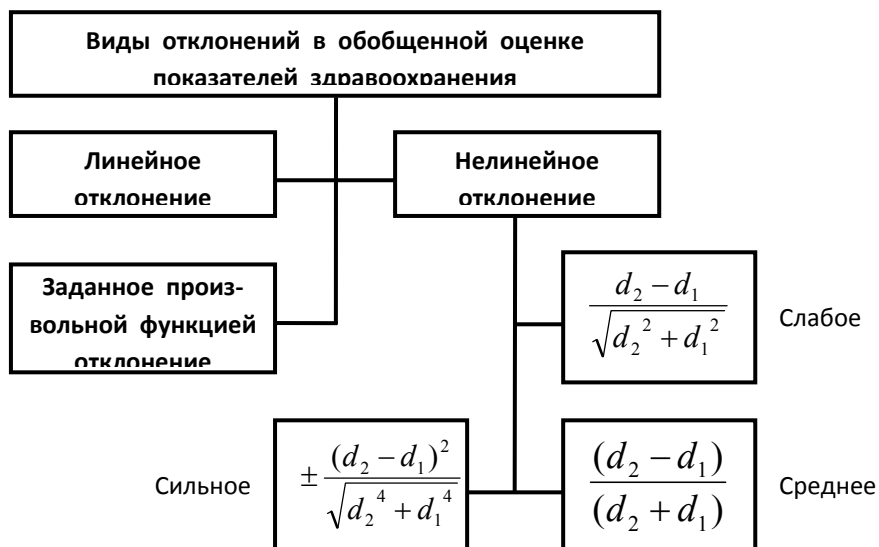 Виды отклонений в обобщенной оценке
показателей здравоохранения
Линейное
отклонение
Нелинейное
отклонение
Заданное произ-
вольной функцией
отклонение
d₂ − d₁
√(d₂² + d₁²)
Слабое
Сильное
± (d₂ − d₁)²
√(d₂⁴ + d₁⁴)
(d₂ − d₁)
(d₂ + d₁)
Среднее